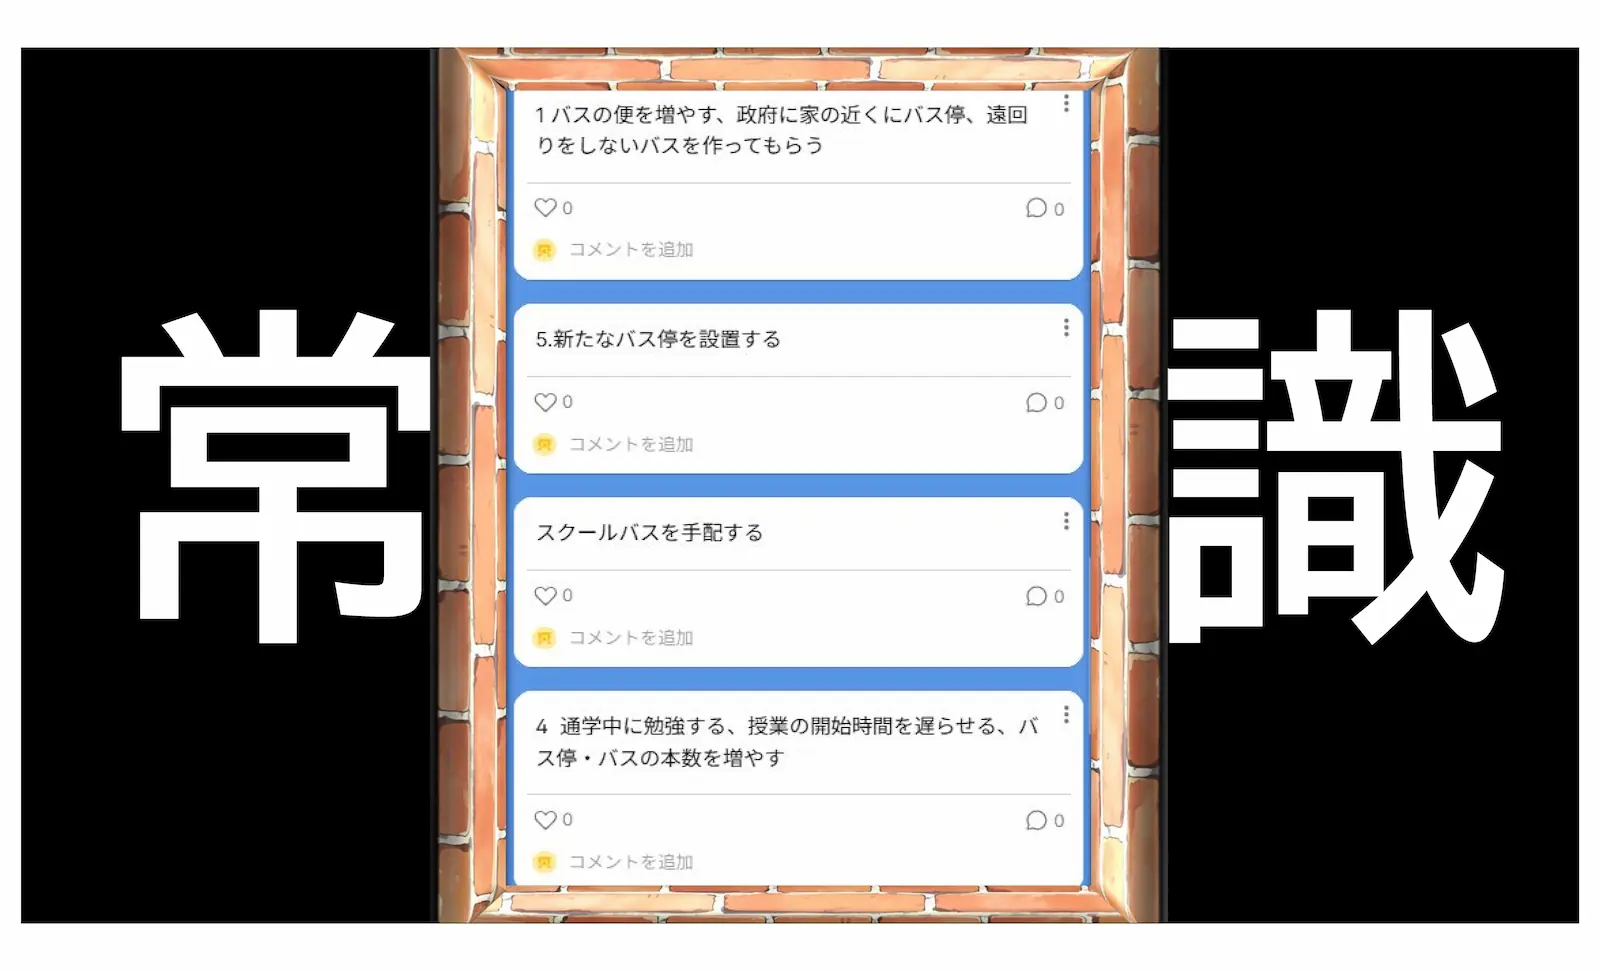 常識
1 バスの便を増やす、政府に家の近くにバス停、遠回
りをしないバスを作ってもらう
0
0
コメントを追加
5.新たなバス停を設置する
0
0
コメントを追加
スクールバスを手配する
0
0
コメントを追加
4 通学中に勉強する、授業の開始時間を遅らせる、バ
ス停・バスの本数を増やす
0
0
コメントを追加